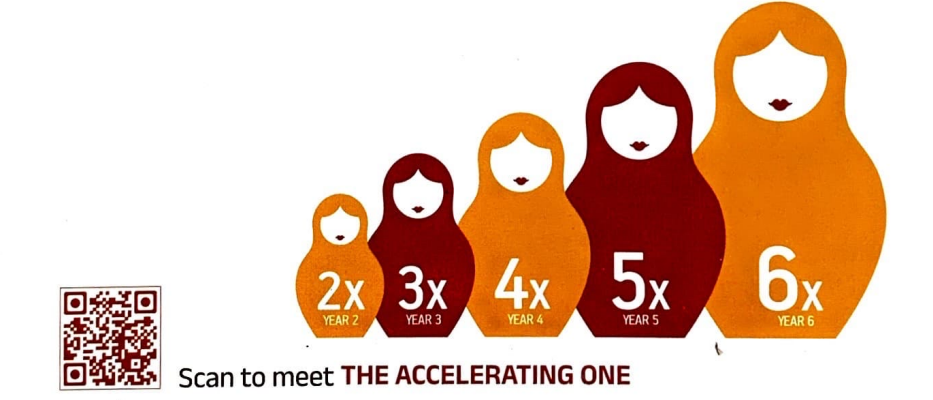 2x 3x 4x 5x 6x
YEAR 2 YEAR 3 YEAR 4 YEAR 5 YEAR 6
Scan to meet THE ACCELERATING ONE